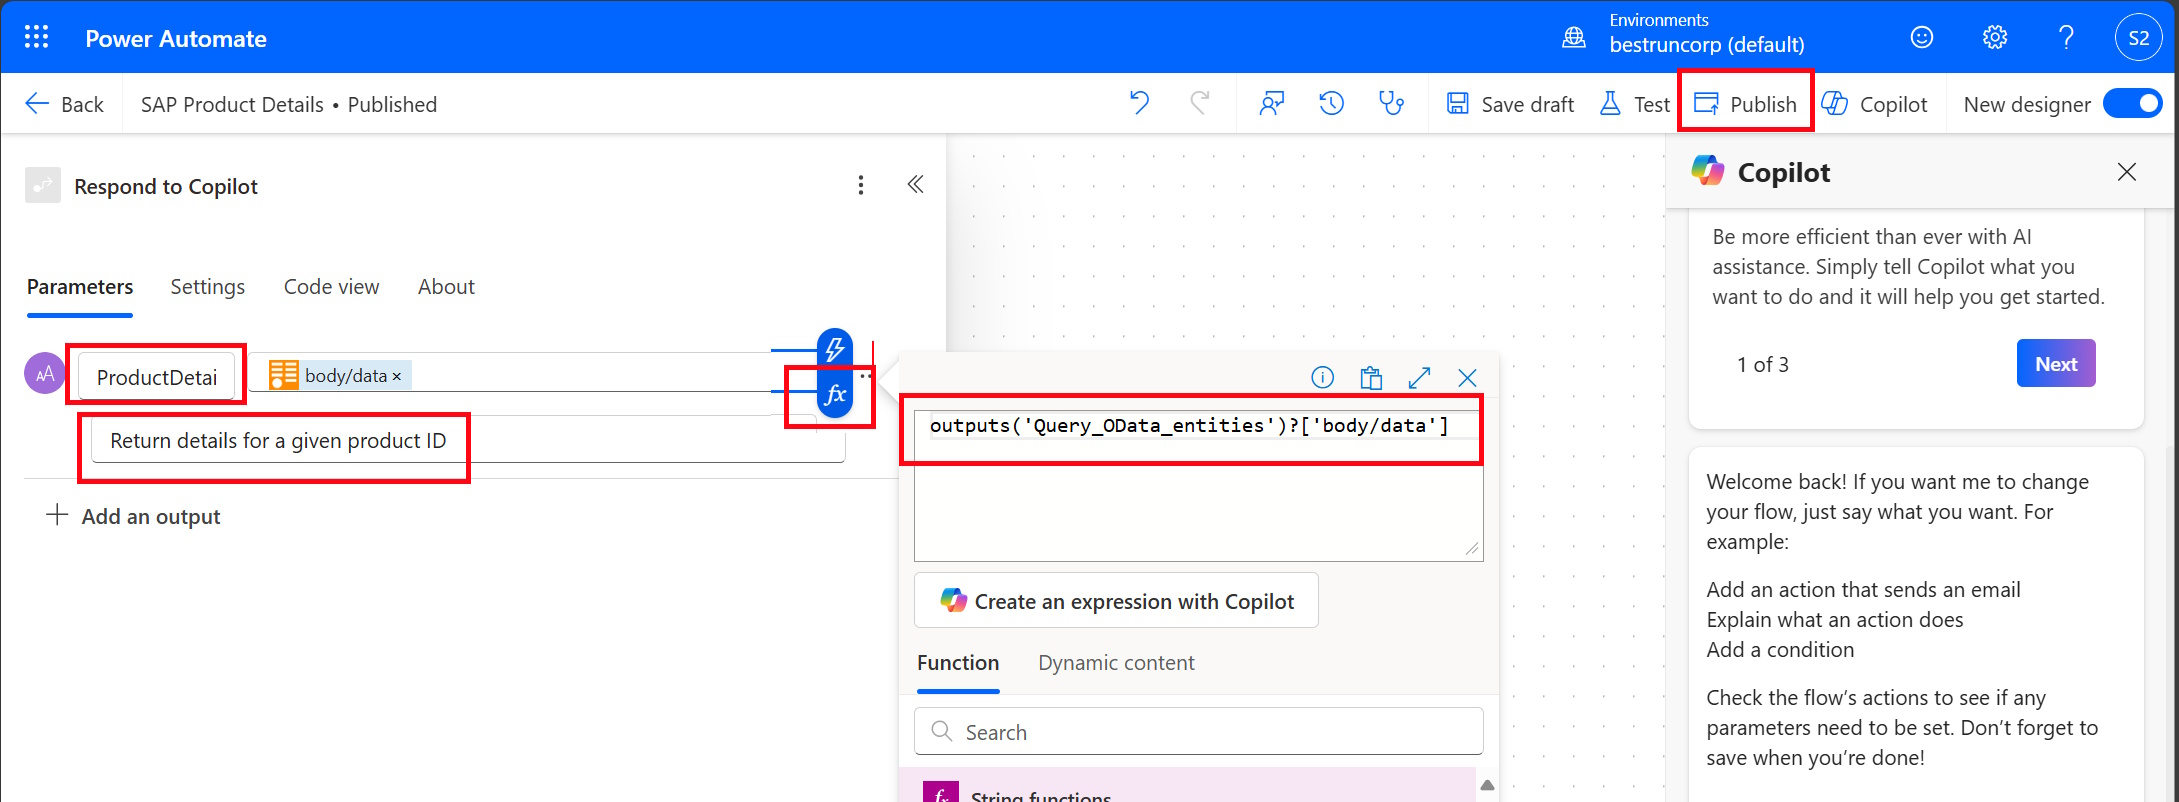 Power Automate
Environments
bestruncorp (default)
S2
Back
SAP Product Details • Published
Save draft
Test
Publish
Copilot
New designer
Respond to Copilot
Parameters
Settings
Code view
About
AA
ProductDetai
body/data ×
fx
Return details for a given product ID
Add an output
outputs('Query_OData_entities')?['body/data']
Create an expression with Copilot
Function
Dynamic content
Search
fx
String functions
Copilot
Be more efficient than ever with AI
assistance. Simply tell Copilot what you
want to do and it will help you get started.
1 of 3
Next
Welcome back! If you want me to change
your flow, just say what you want. For
example:
Add an action that sends an email
Explain what an action does
Add a condition
Check the flow’s actions to see if any
parameters need to be set. Don’t forget to
save when you’re done!